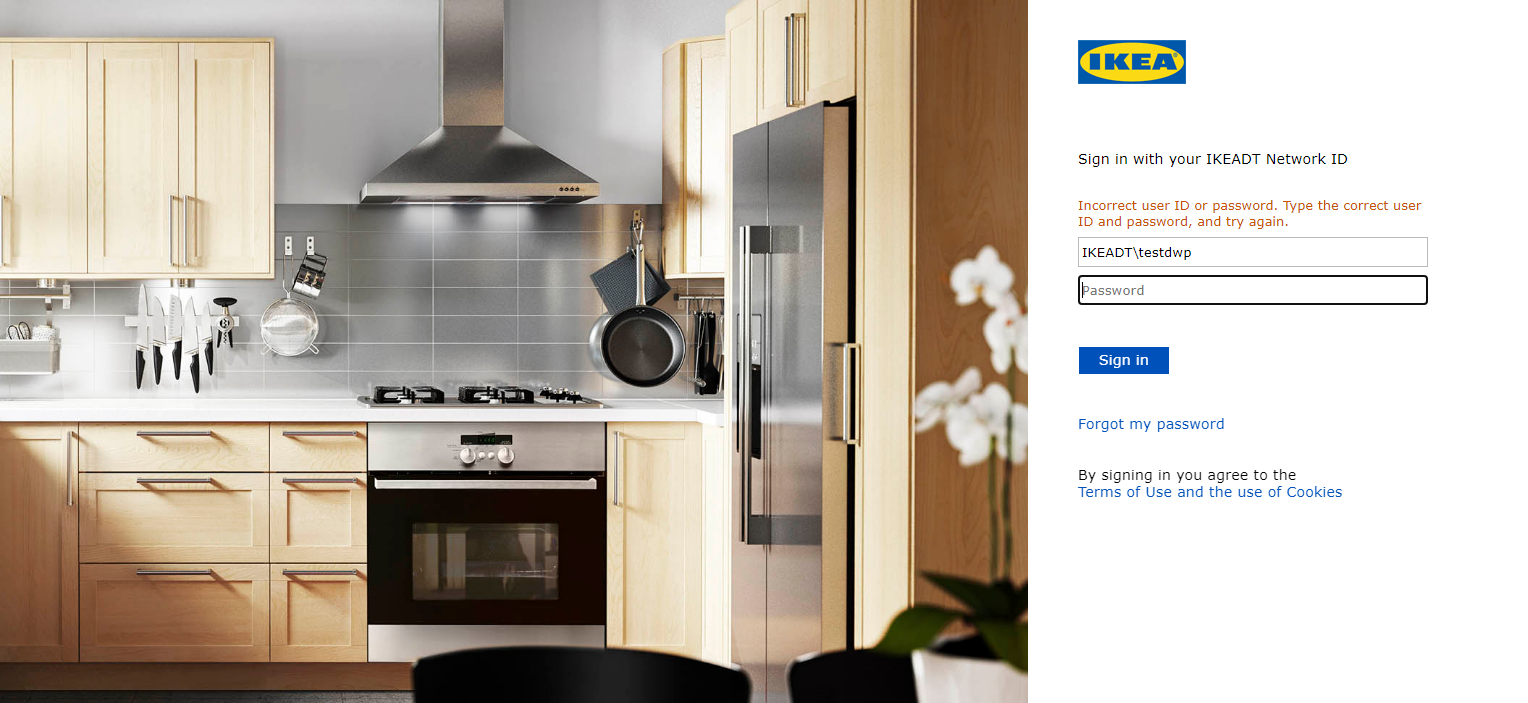 IKEA
Sign in with your IKEADT Network ID
Incorrect user ID or password. Type the correct user
ID and password, and try again.
IKEADT\testdwp
Password
Sign in
Forgot my password
By signing in you agree to the
Terms of Use and the use of Cookies